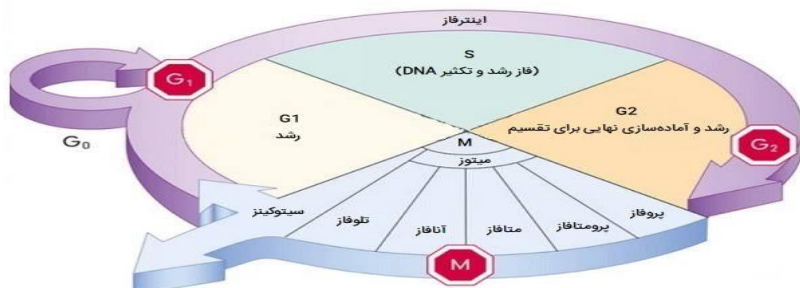 اینترفاز
S
(فاز رشد و تکثیر DNA)
G₁
G1
رشد
G₀
G2
رشد و آماده‌سازی نهایی برای تقسیم
G₂
M
میتوز
پروفاز
پرومتافاز
متافاز
آنافاز
تلوفاز
سیتوکینز
M